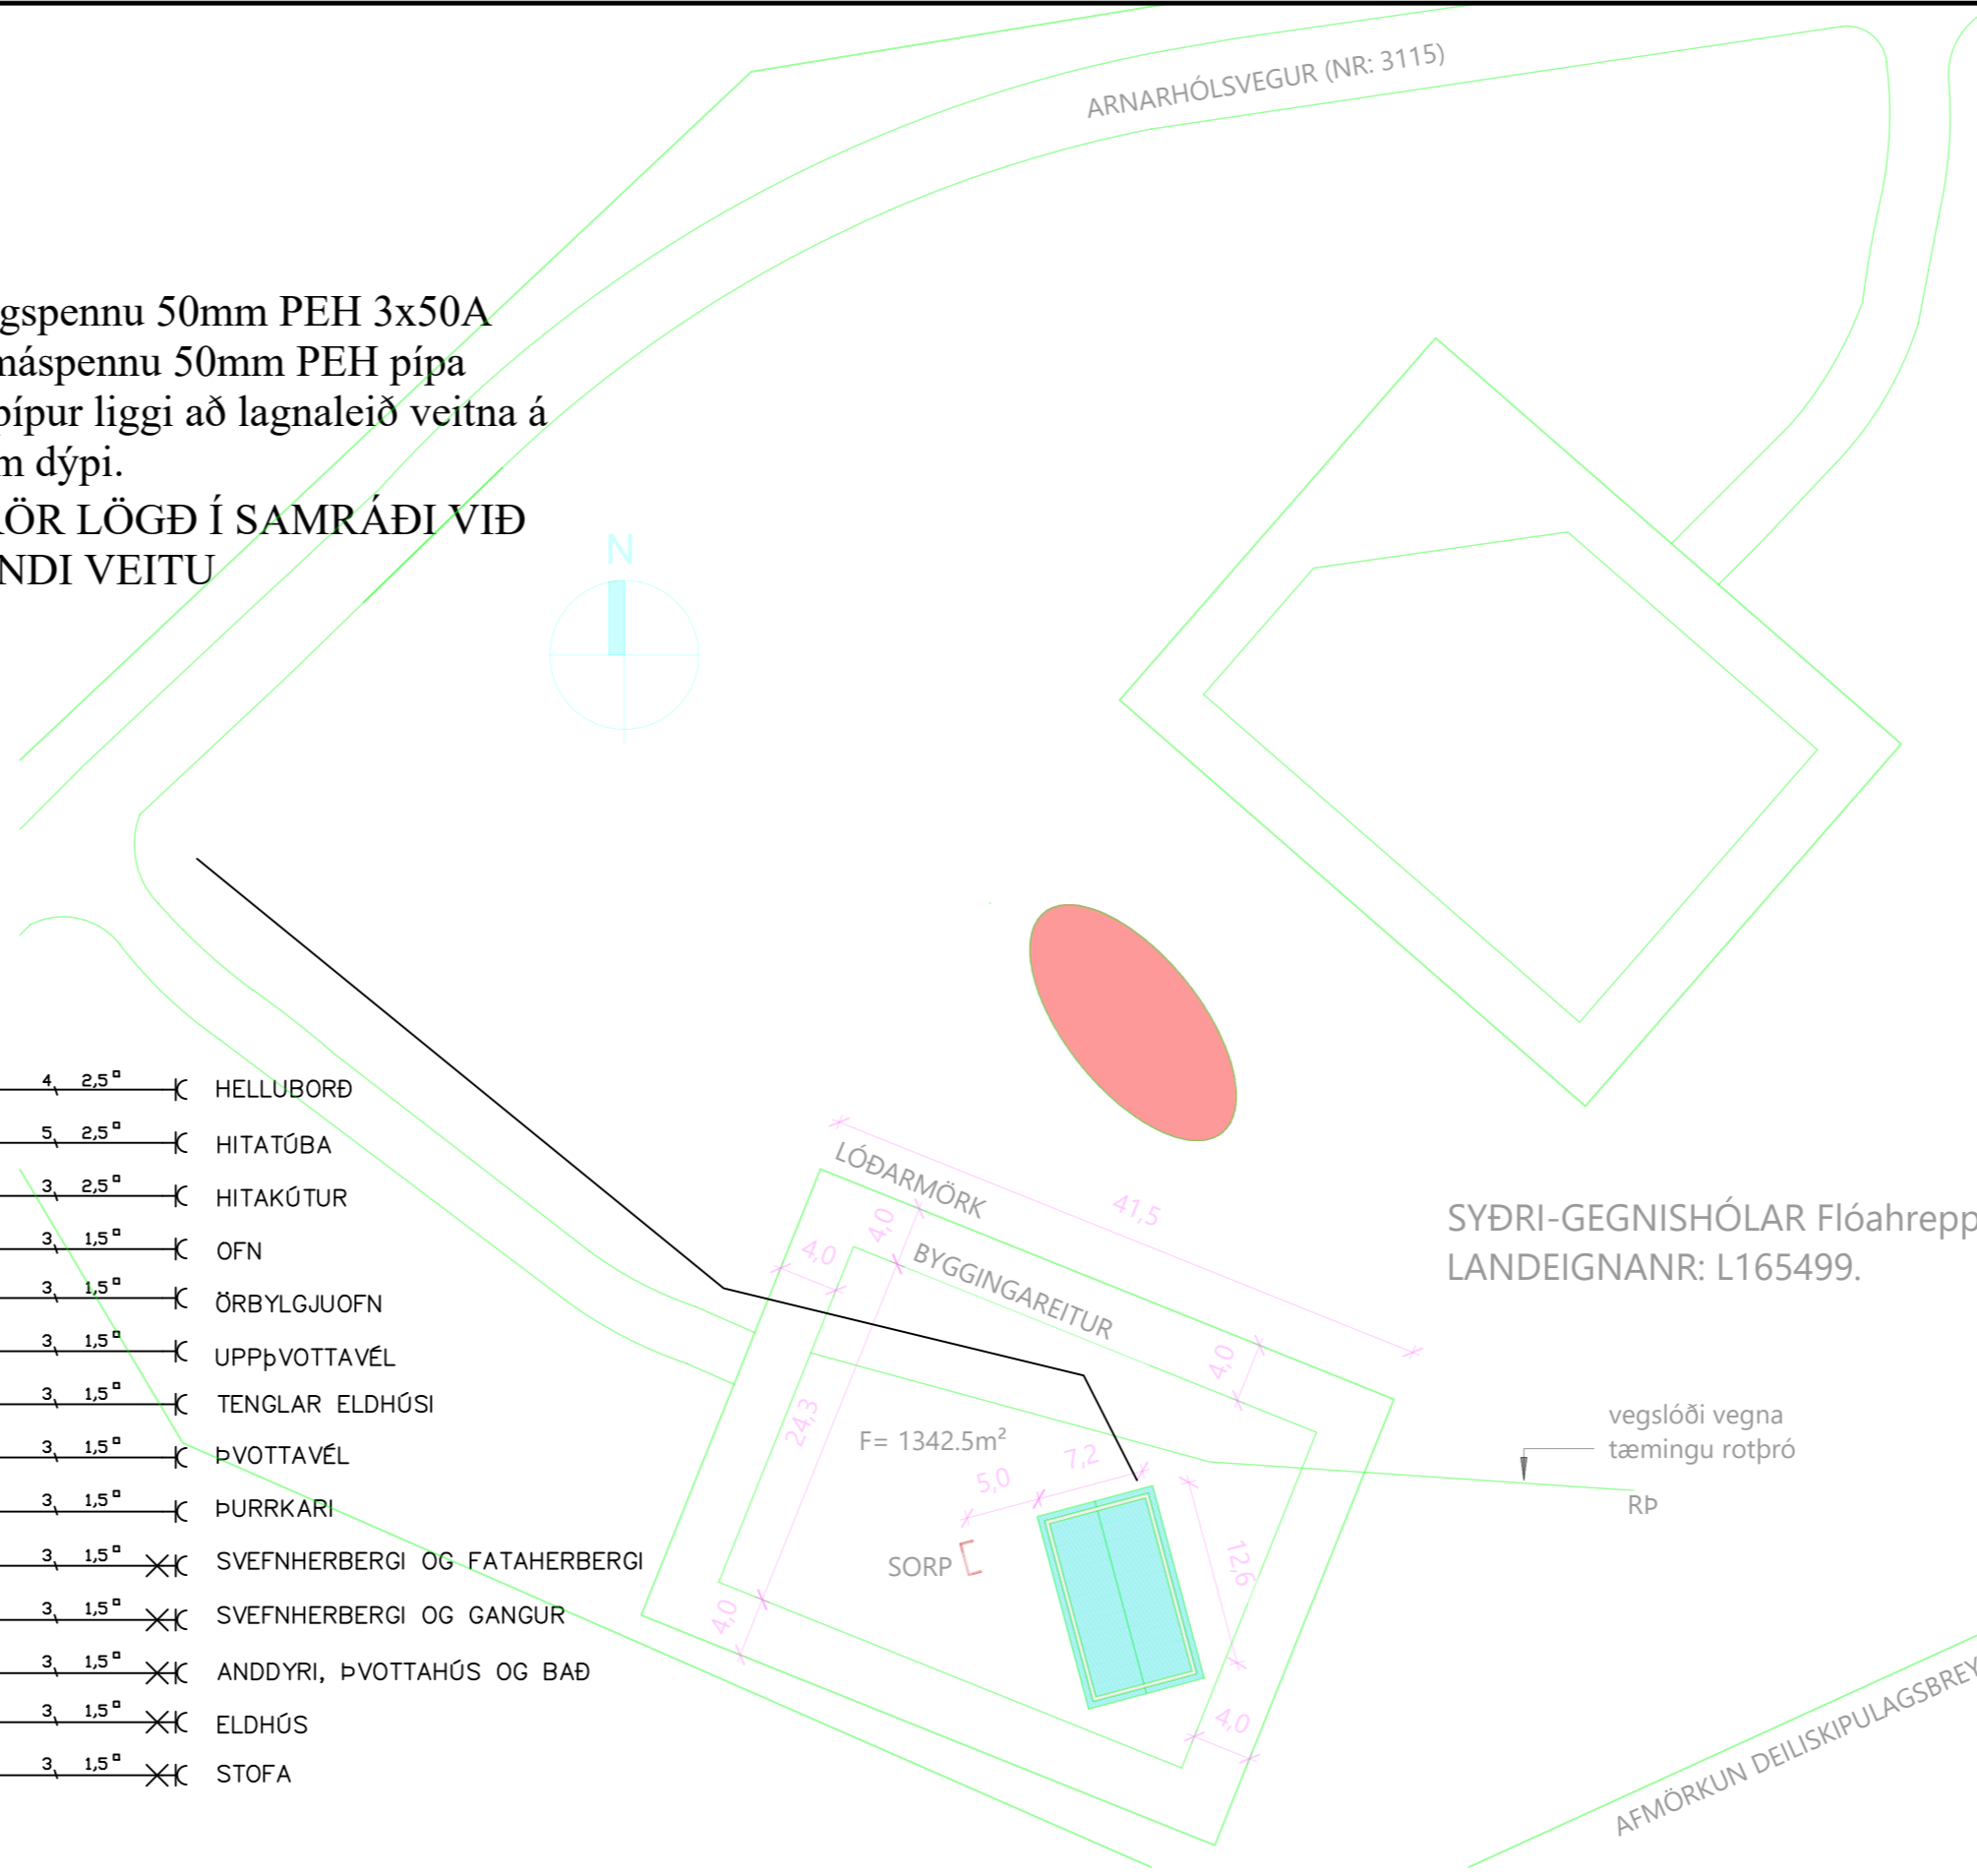 ARNARHÓLSVEGUR (NR: 3115)
gspennu 50mm PEH 3x50A
náspennu 50mm PEH pípa
pípur liggi að lagnaleið veitna á
m dýpi.
RÖR LÖGÐ Í SAMRÁÐI VIÐ
NDI VEITU
N
4 2,5¤ HELLUBORÐ
5 2,5¤ HITATÚBA
3 2,5¤ HITAKÚTUR
3 1,5¤ OFN
3 1,5¤ ÖRBYLGJUOFN
3 1,5¤ UPPÞVOTTAVÉL
3 1,5¤ TENGLAR ELDHÚSI
3 1,5¤ ÞVOTTAVÉL
3 1,5¤ ÞURRKARI
3 1,5¤ SVEFNHERBERGI OG FATAHERBERGI
3 1,5¤ SVEFNHERBERGI OG GANGUR
3 1,5¤ ANDDYRI, ÞVOTTAHÚS OG BAÐ
3 1,5¤ ELDHÚS
3 1,5¤ STOFA
LÓÐARMÖRK
41,5
4,0
4,0
BYGGINGAREITUR
4,0
24,3
F= 1342.5m²
7,2
5,0
12,6
SORP
4,0
4,0
SYÐRI-GEGNISHÓLAR Flóahrepp
LANDEIGNANR: L165499.
vegslóði vegna
tæmingu rotþró
RÞ
AFMÖRKUN DEILISKIPULAGSBREY